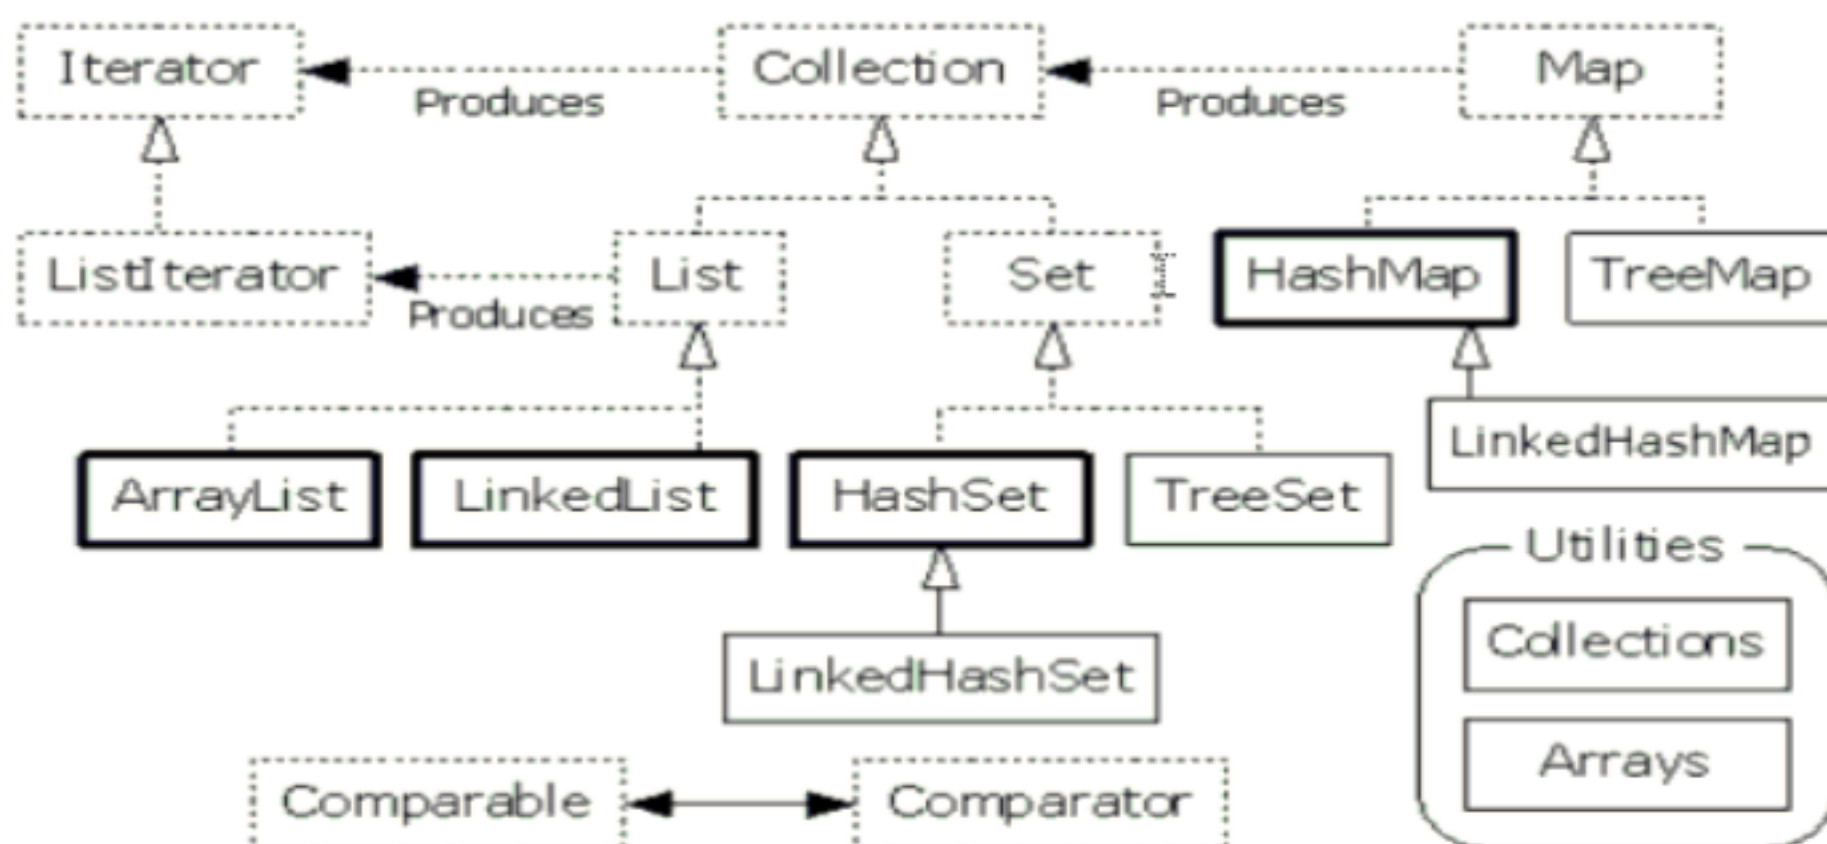 Iterator
Collection
Map
Produces
Produces
ListIterator
List
Set
HashMap
TreeMap
Produces
ArrayList
LinkedList
HashSet
TreeSet
LinkedHashMap
Utilities
Collections
LinkedHashSet
Arrays
Comparable
Comparator